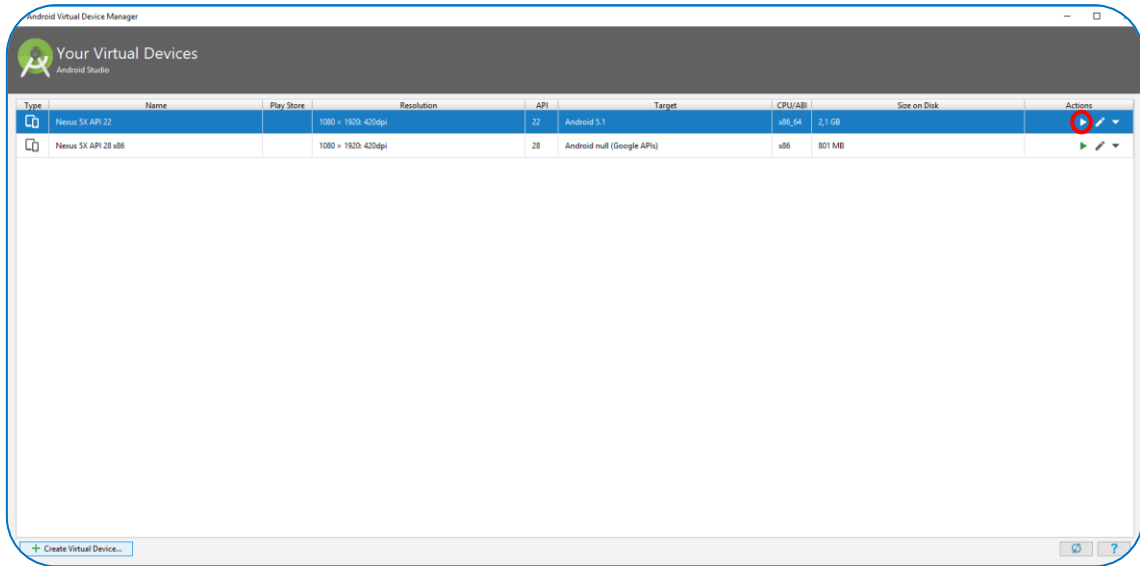 Android Virtual Device Manager
Your Virtual Devices
Android Studio
Type Name Play Store Resolution API Target CPU/ABI Size on Disk Actions
Nexus 5X API 22 1080 × 1920: 420dpi 22 Android 5.1 x86_64 2,1 GB
Nexus 5X API 28 x86 1080 × 1920: 420dpi 28 Android null (Google APIs) x86 801 MB
+ Create Virtual Device... ?